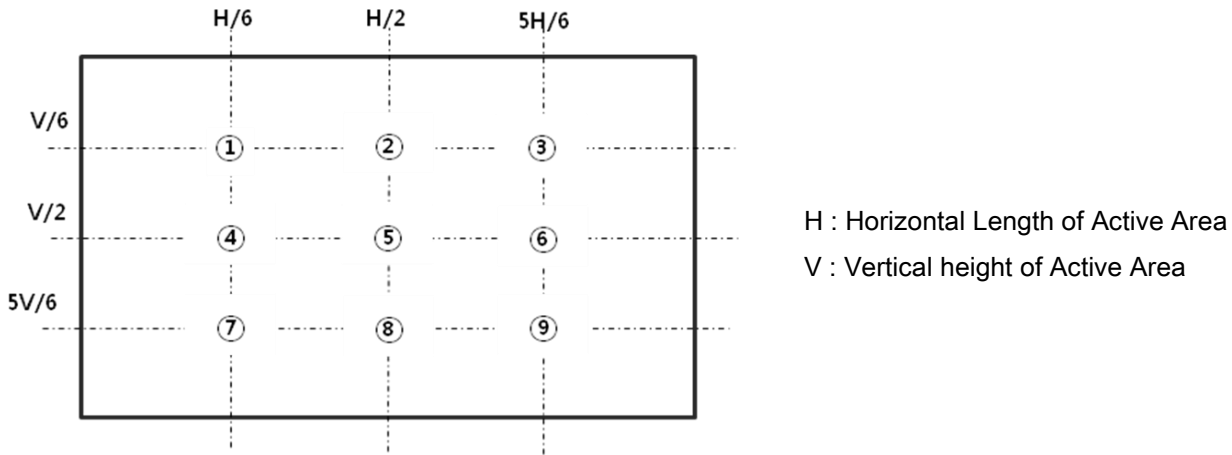 H/6 H/2 5H/6
V/6
1 2 3
V/2
4 5 6
5V/6
7 8 9
H : Horizontal Length of Active Area
V : Vertical height of Active Area